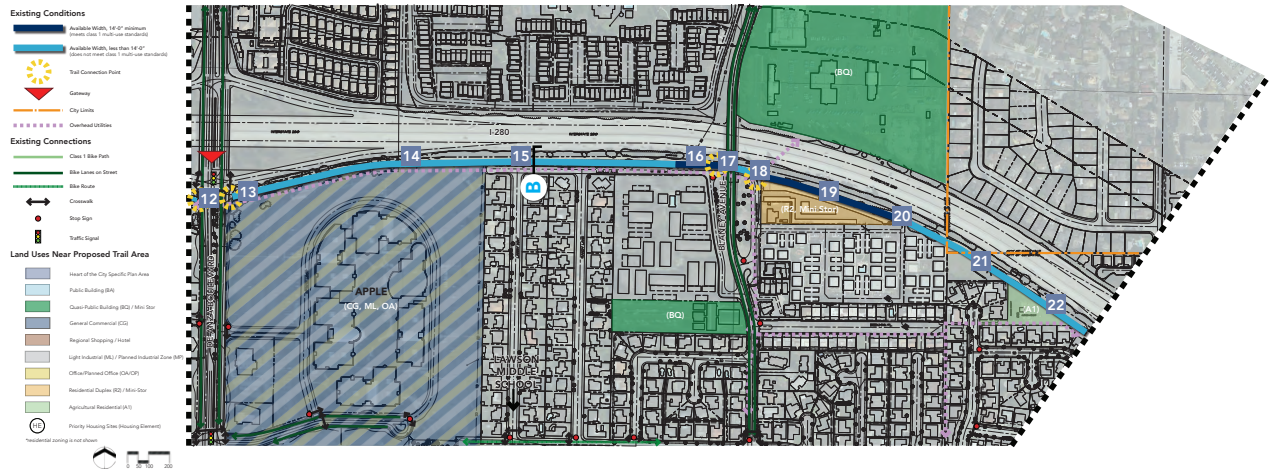 Existing Conditions
Available Width, 14'-0" minimum
(meets class 1 multi-use standards)
Available Width, less than 14'-0"
(does not meet class 1 multi-use standards)
Trail Connection Point
Gateway
City Limits
Overhead Utilities
Existing Connections
Class 1 Bike Path
Bike Lanes on Street
Bike Route
Crosswalk
Stop Sign
Traffic Signal
Land Uses Near Proposed Trail Area
Heart of the City Specific Plan Area
Public Building (BA)
Quasi-Public Building (BQ) / Mini Stor
General Commercial (CG)
Regional Shopping / Hotel
Light Industrial (ML) / Planned Industrial Zone (MP)
Office/Planned Office (OA/OP)
Residential Duplex (R2) / Mini-Stor
Agricultural Residential (A1)
HE
Priority Housing Sites (Housing Element)
*residential zoning is not shown
0 50 100 200
(BQ)
I-280
12
13
14
15
16
17
18
19
20
21
22
B
(R2, Mini Stor)
BLANEY AVENUE
APPLE
(CG, ML, OA)
(BQ)
(A1)
LAWSON
MIDDLE
SCHOOL